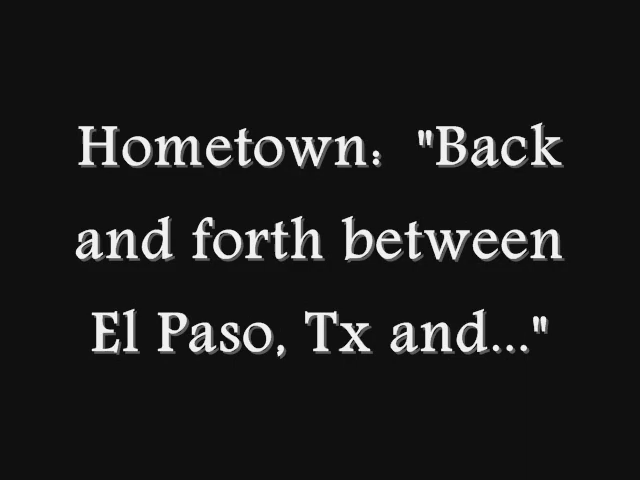 Hometown: "Back
and forth between
El Paso, Tx and..."